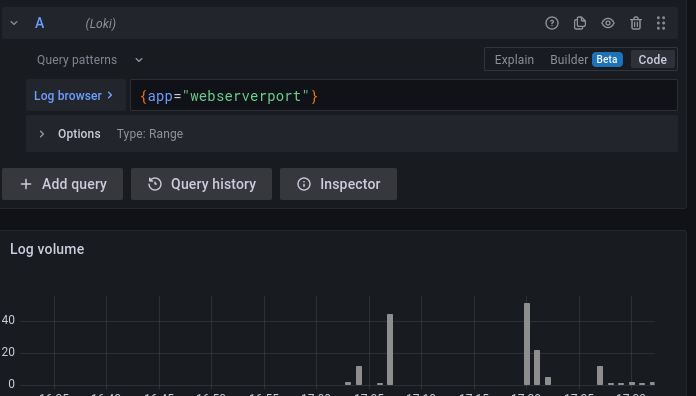 A (Loki)
Query patterns Explain Builder Beta Code
Log browser > {app="webserverport"}
> Options Type: Range
+ Add query Query history Inspector
Log volume
40
20
0